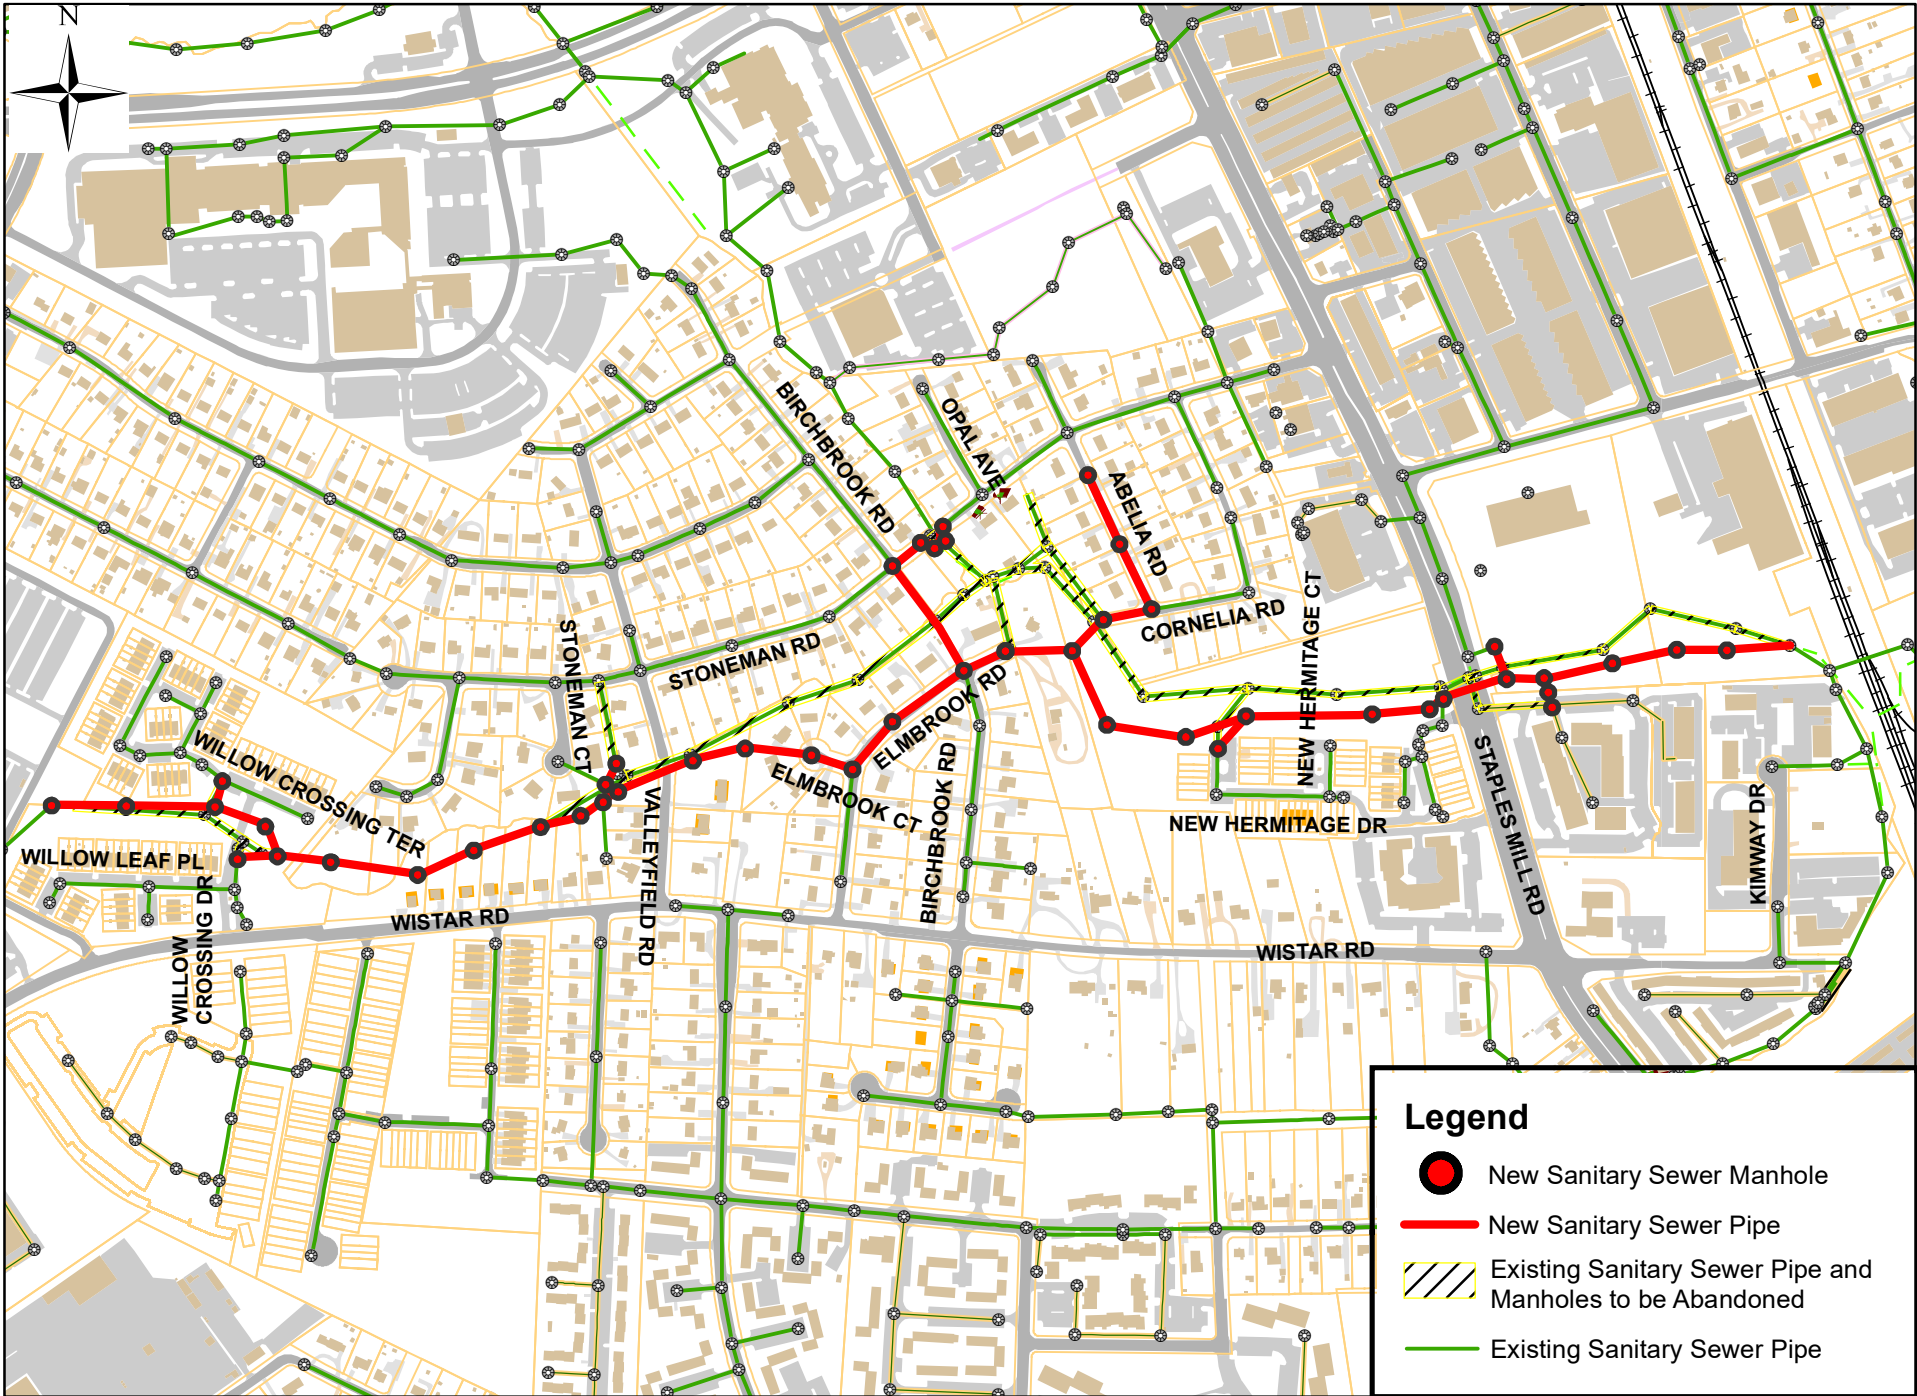 N
BIRCHBROOK RD
OPAL AVE
ABELIA RD
CORNELIA RD
NEW HERMITAGE CT
STONEMAN CT
STONEMAN RD
ELMBROOK RD
WILLOW CROSSING TER
ELMBROOK CT
BIRCHBROOK RD
VALLEYFIELD RD
NEW HERMITAGE DR
STAPLES MILL RD
KIMWAY DR
WILLOW LEAF PL
WISTAR RD
WISTAR RD
WILLOW
CROSSING DR
Legend
New Sanitary Sewer Manhole
New Sanitary Sewer Pipe
Existing Sanitary Sewer Pipe and
Manholes to be Abandoned
Existing Sanitary Sewer Pipe